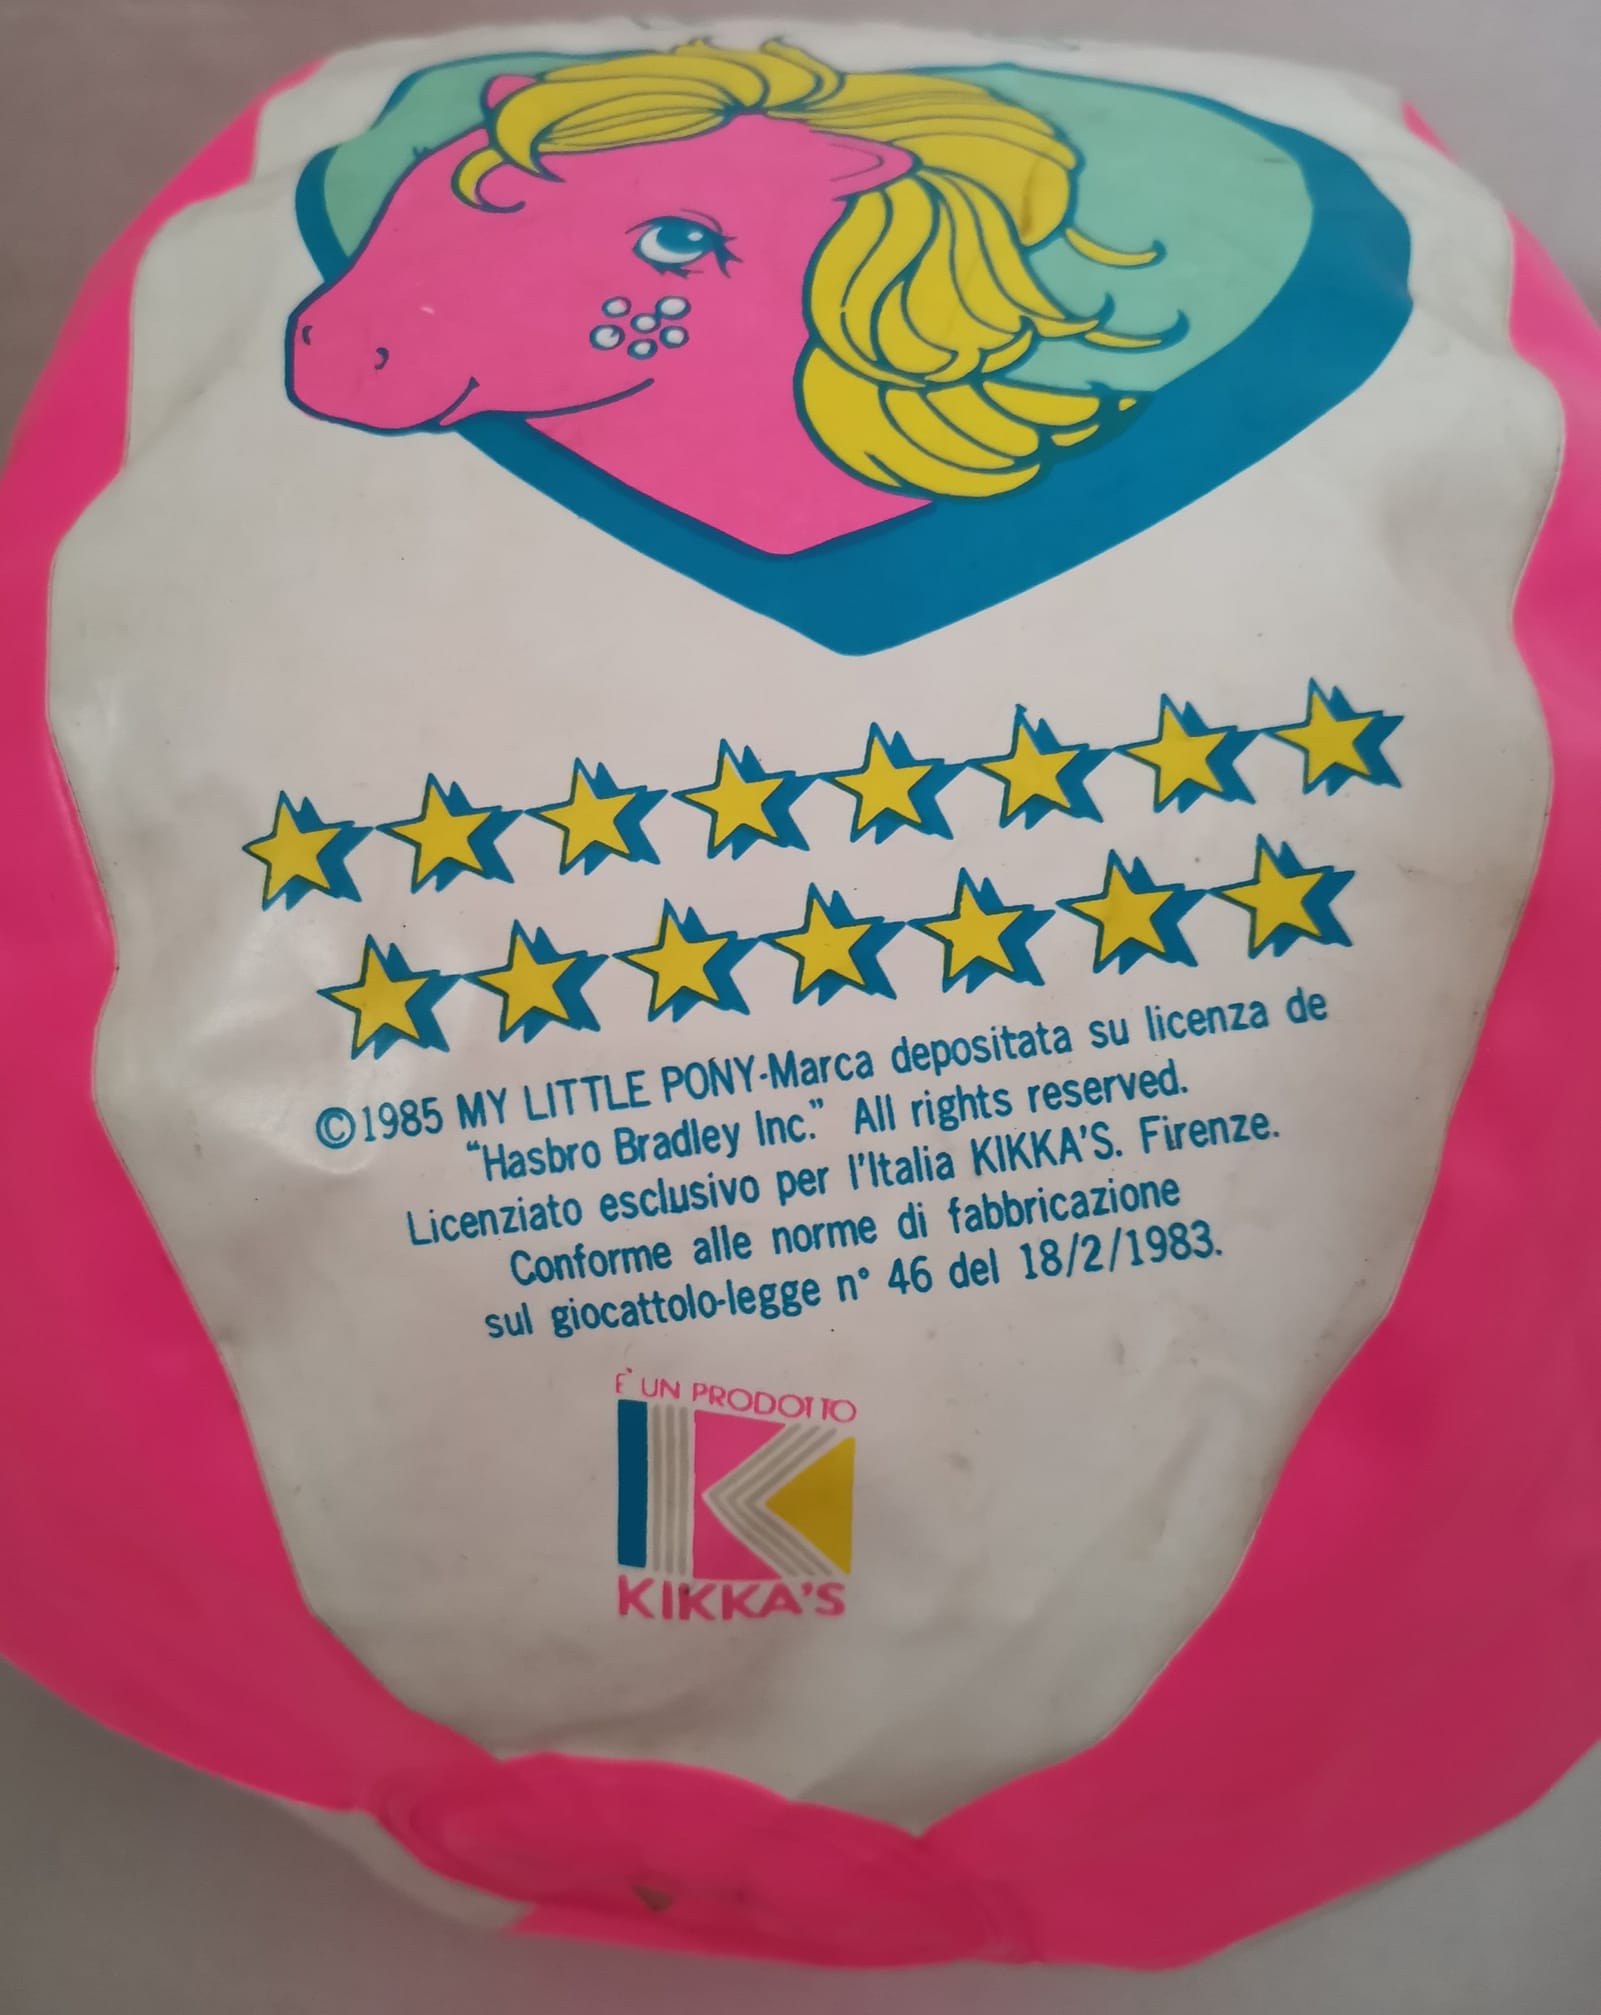 ©1985 MY LITTLE PONY-Marca depositata su licenza de
“Hasbro Bradley Inc.” All rights reserved.
Licenziato esclusivo per l'Italia KIKKA'S. Firenze.
Conforme alle norme di fabbricazione
sul giocattolo-legge n° 46 del 18/2/1983.
È UN PRODOTTO
K
KIKKA'S